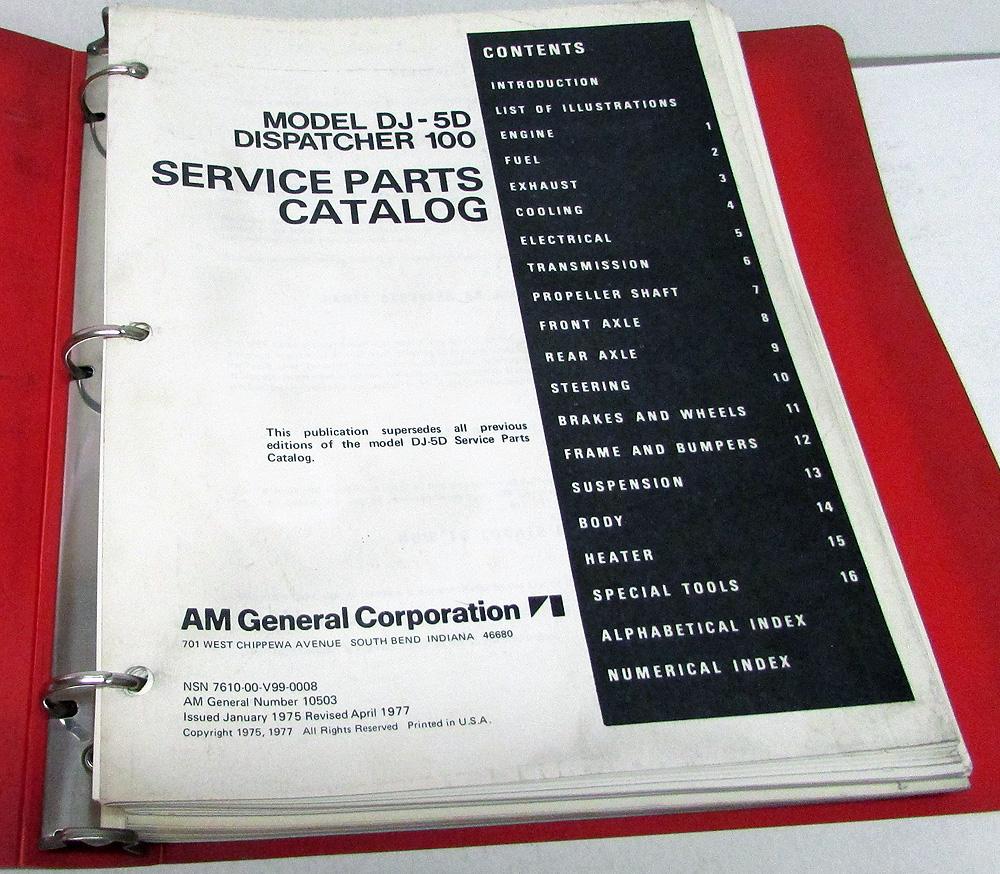 MODEL DJ-5D
DISPATCHER 100
SERVICE PARTS
CATALOG
This publication supersedes all previous
editions of the model DJ-5D Service Parts
Catalog.
AM General Corporation
701 WEST CHIPPEWA AVENUE SOUTH BEND INDIANA 46680
NSN 7610-00-V99-0008
AM General Number 10503
Issued January 1975 Revised April 1977
Copyright 1975, 1977 All Rights Reserved Printed in U.S.A.
CONTENTS
INTRODUCTION
LIST OF ILLUSTRATIONS
ENGINE 1
FUEL 2
EXHAUST 3
COOLING 4
ELECTRICAL 5
TRANSMISSION 6
PROPELLER SHAFT 7
FRONT AXLE 8
REAR AXLE 9
STEERING 10
BRAKES AND WHEELS 11
FRAME AND BUMPERS 12
SUSPENSION 13
BODY 14
HEATER 15
SPECIAL TOOLS 16
ALPHABETICAL INDEX
NUMERICAL INDEX